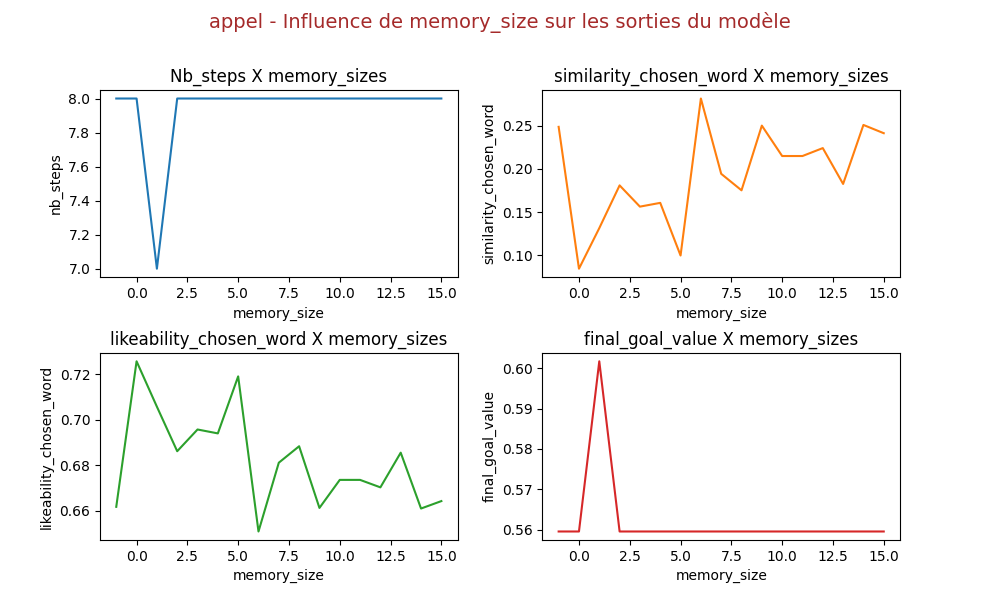 appel - Influence de memory_size sur les sorties du modèle
Nb_steps X memory_sizes
nb_steps
8.0
7.8
7.6
7.4
7.2
7.0
0.0 2.5 5.0 7.5 10.0 12.5 15.0
memory_size
similarity_chosen_word X memory_sizes
similarity_chosen_word
0.25
0.20
0.15
0.10
0.0 2.5 5.0 7.5 10.0 12.5 15.0
memory_size
likeability_chosen_word X memory_sizes
likeability_chosen_word
0.72
0.70
0.68
0.66
0.0 2.5 5.0 7.5 10.0 12.5 15.0
memory_size
final_goal_value X memory_sizes
final_goal_value
0.60
0.59
0.58
0.57
0.56
0.0 2.5 5.0 7.5 10.0 12.5 15.0
memory_size